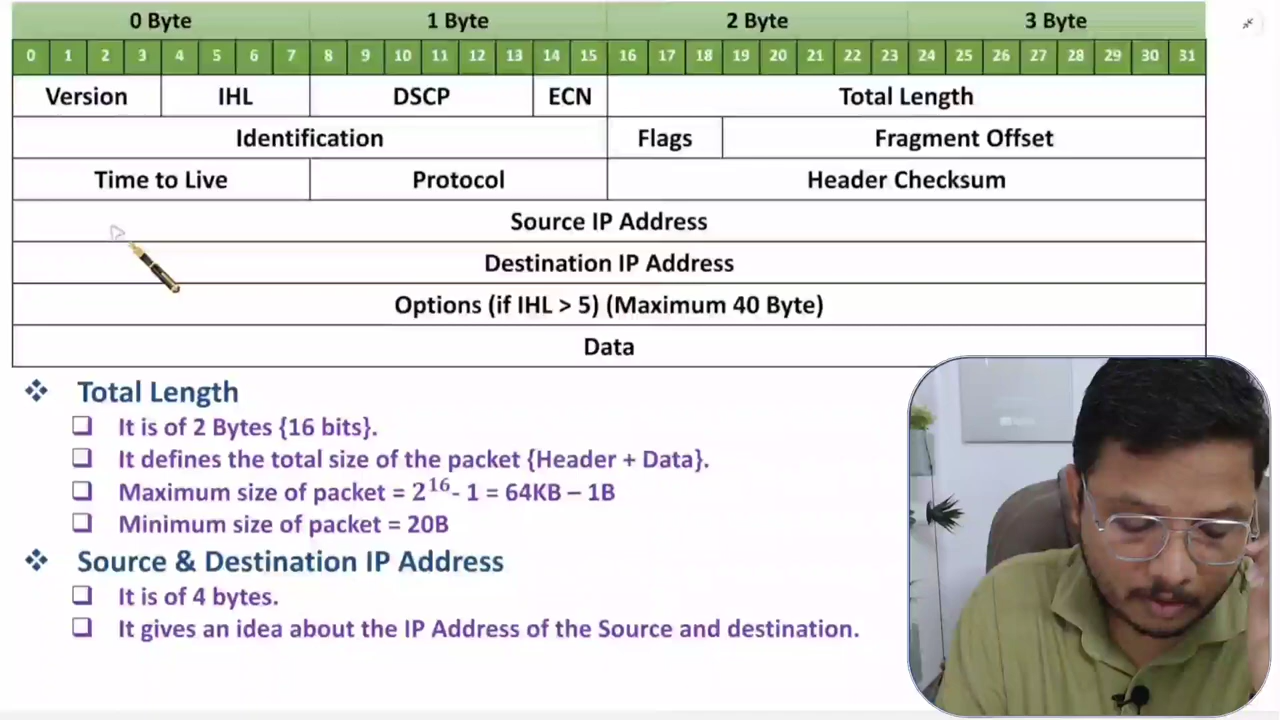 0 Byte 1 Byte 2 Byte 3 Byte
0 1 2 3 4 5 6 7 8 9 10 11 12 13 14 15 16 17 18 19 20 21 22 23 24 25 26 27 28 29 30 31
Version IHL DSCP ECN Total Length
Identification Flags Fragment Offset
Time to Live Protocol Header Checksum
Source IP Address
Destination IP Address
Options (if IHL > 5) (Maximum 40 Byte)
Data
❖ Total Length
❑ It is of 2 Bytes {16 bits}.
❑ It defines the total size of the packet {Header + Data}.
❑ Maximum size of packet = 2¹⁶- 1 = 64KB – 1B
❑ Minimum size of packet = 20B
❖ Source & Destination IP Address
❑ It is of 4 bytes.
❑ It gives an idea about the IP Address of the Source and destination.